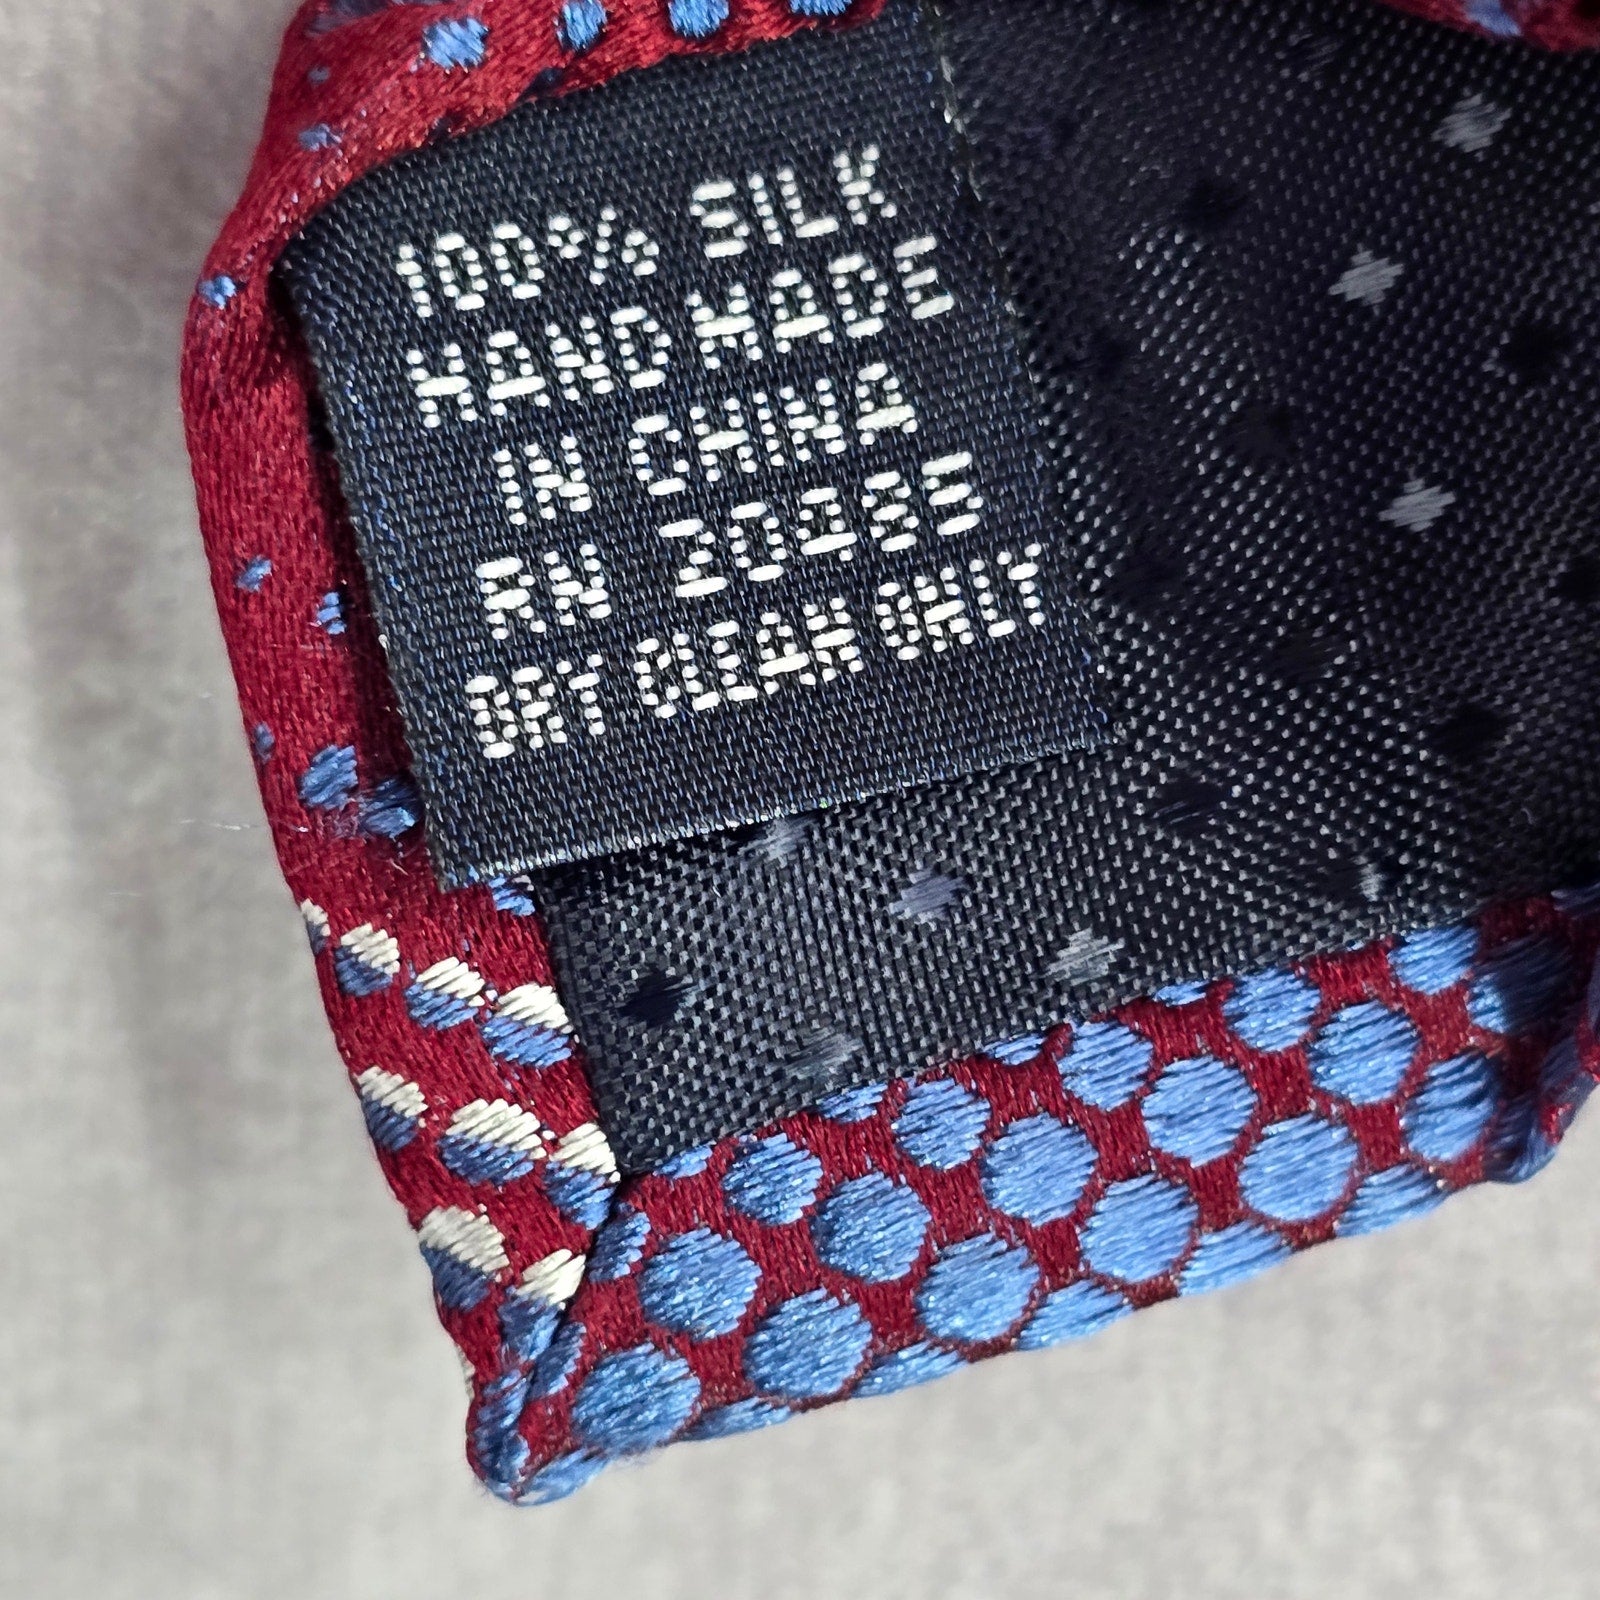 100% SILK
HAND MADE
IN CHINA
RN 20485
DRY CLEAN ONLY